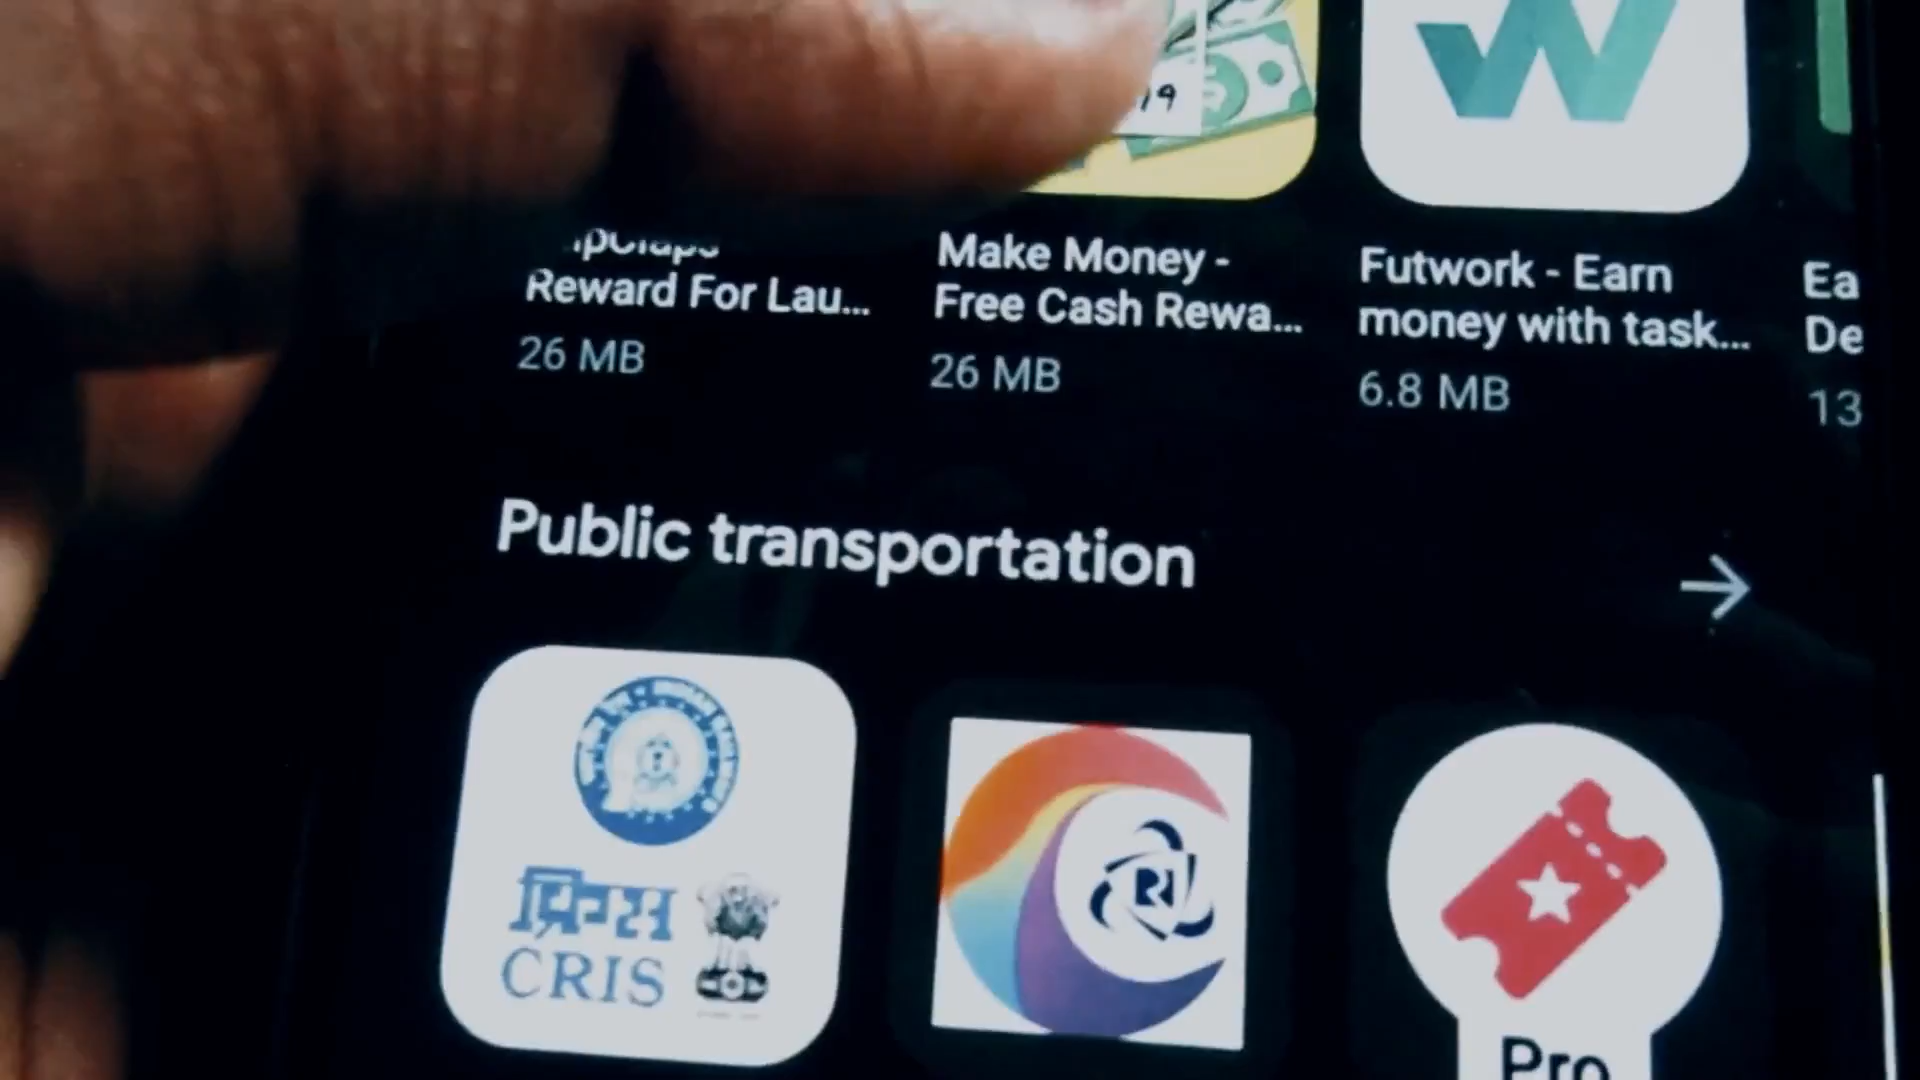 Reward For Lau...
26 MB
Make Money -
Free Cash Rewa...
26 MB
Futwork - Earn
money with task...
6.8 MB
Ea
De
13
Public transportation
क्रिस
CRIS
Pro